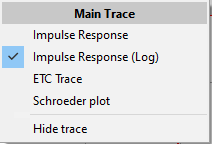 Main Trace
Impulse Response
Impulse Response (Log)
ETC Trace
Schroeder plot
Hide trace